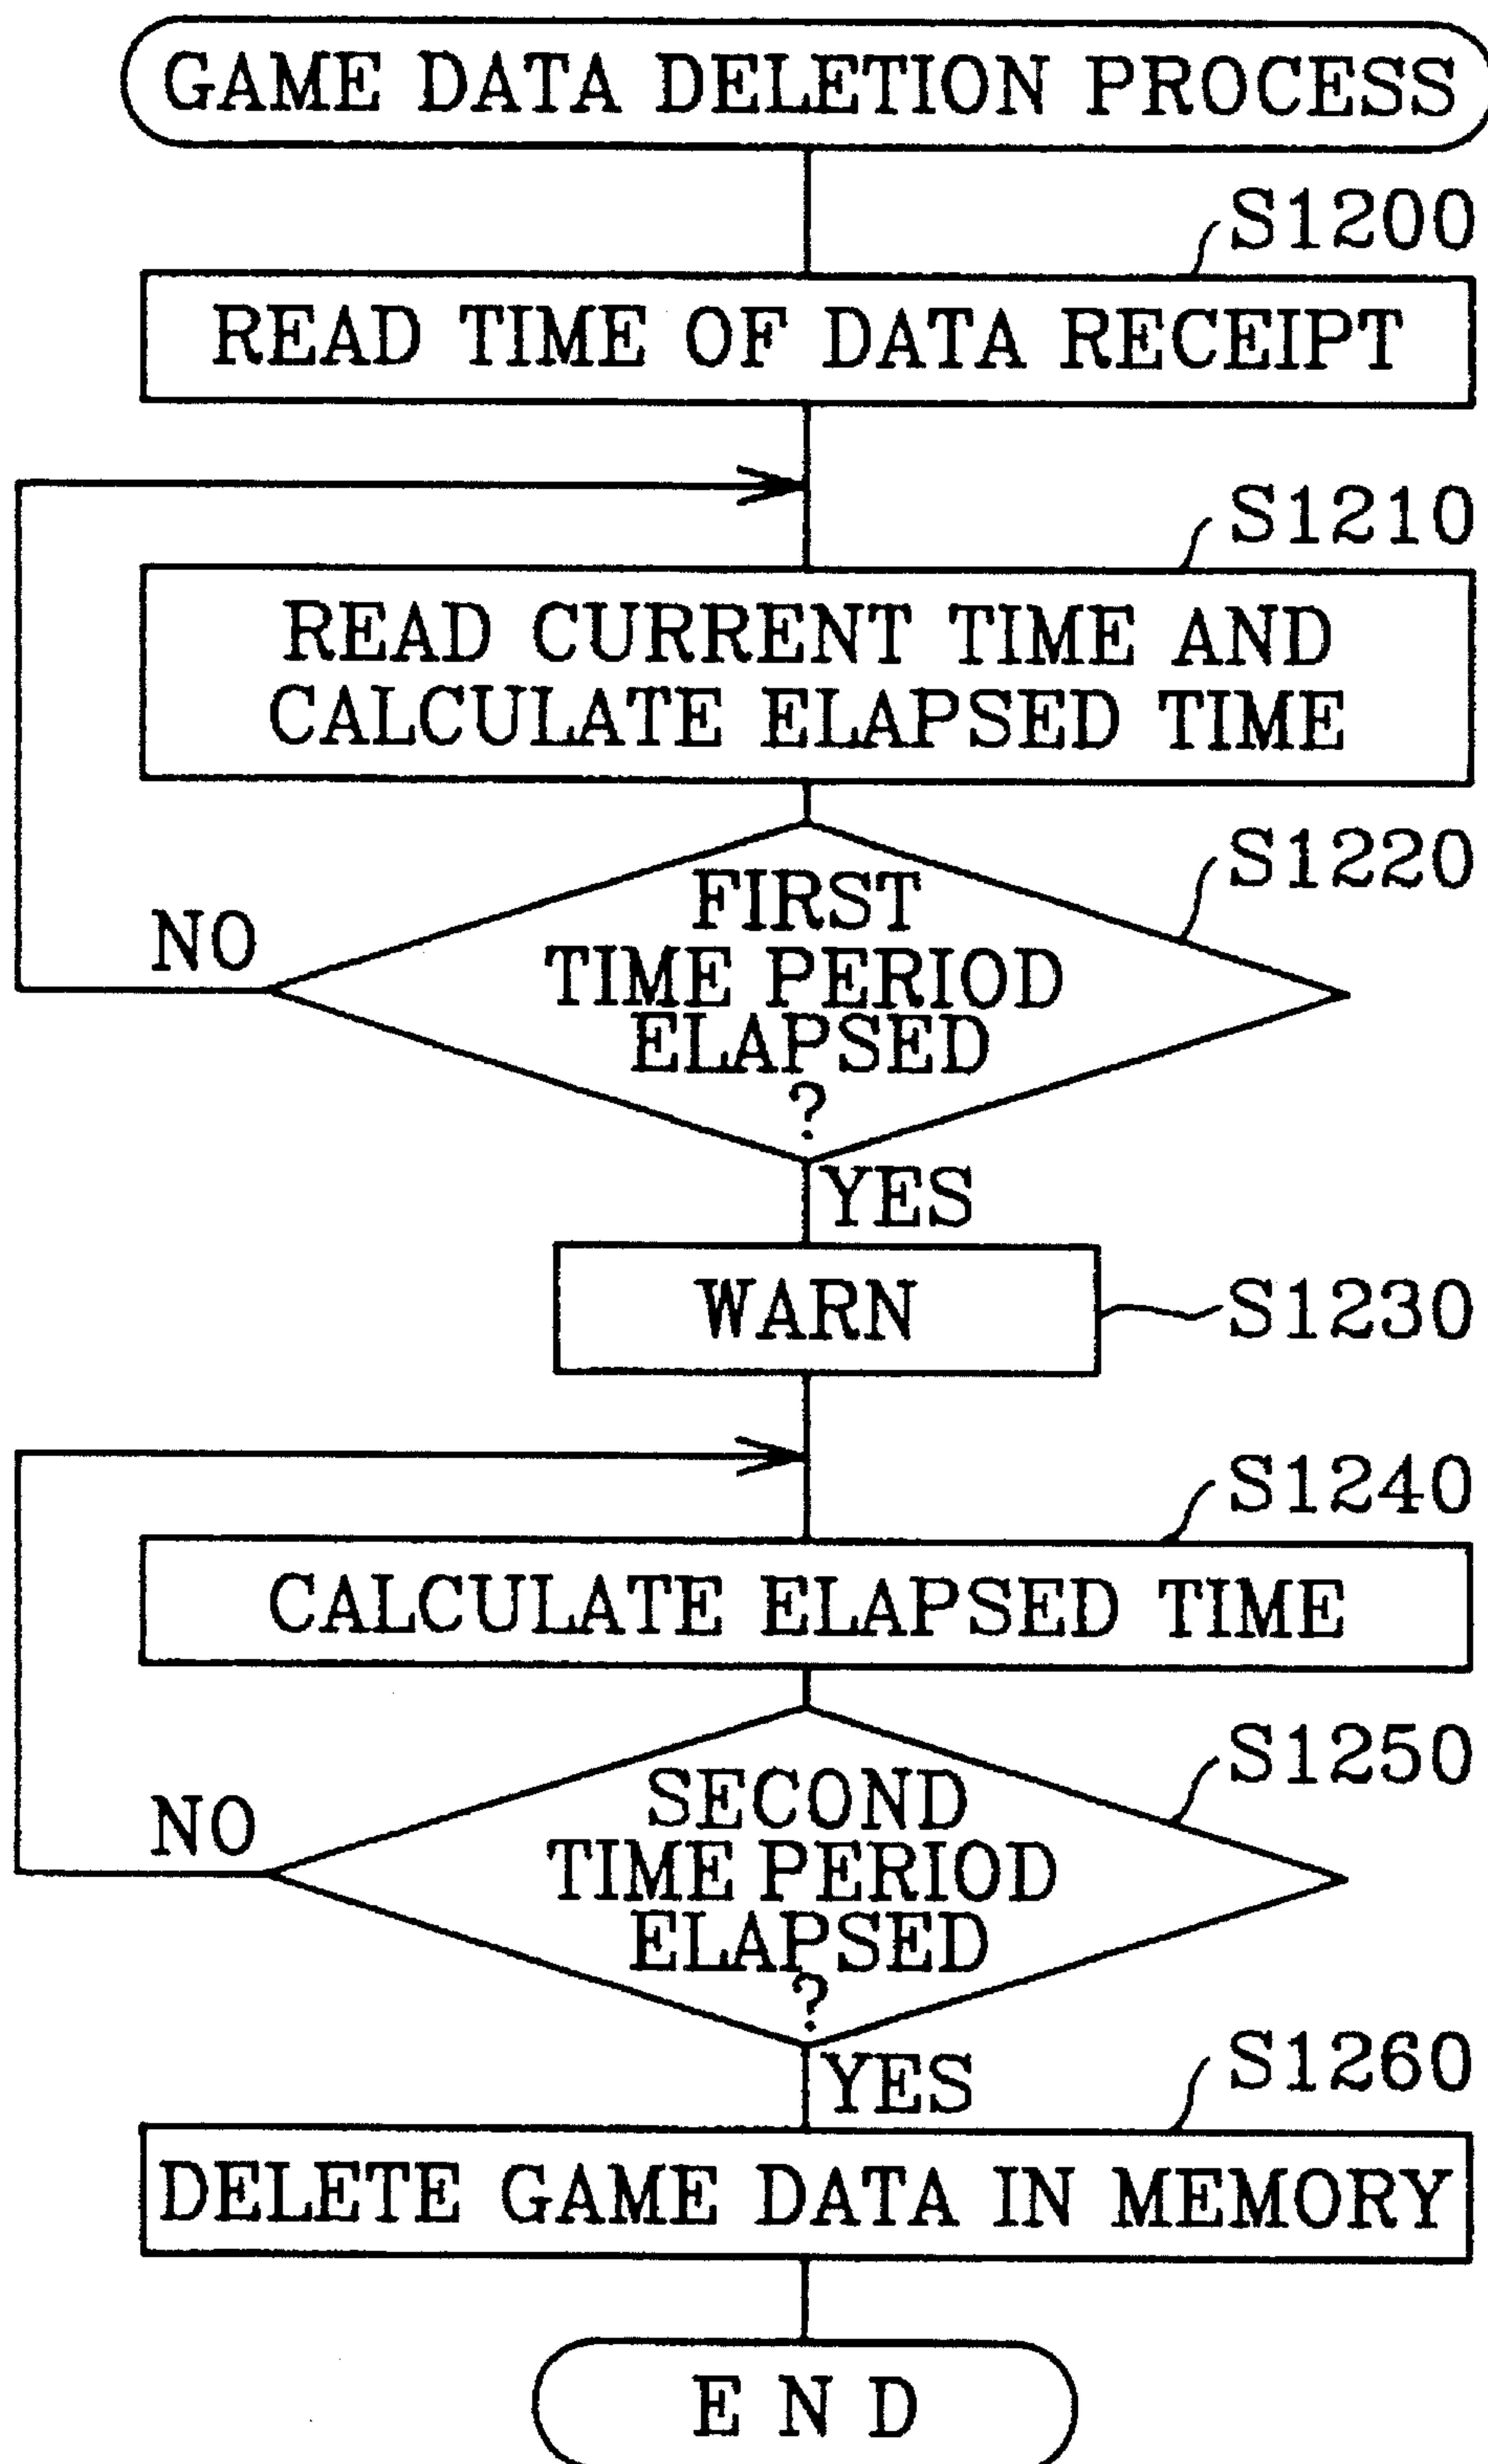 GAME DATA DELETION PROCESS
S1200
READ TIME OF DATA RECEIPT
S1210
READ CURRENT TIME AND
CALCULATE ELAPSED TIME
S1220
FIRST
TIME PERIOD
ELAPSED
?
NO
YES
WARN
S1230
S1240
CALCULATE ELAPSED TIME
S1250
SECOND
TIME PERIOD
ELAPSED
?
NO
YES
S1260
DELETE GAME DATA IN MEMORY
END